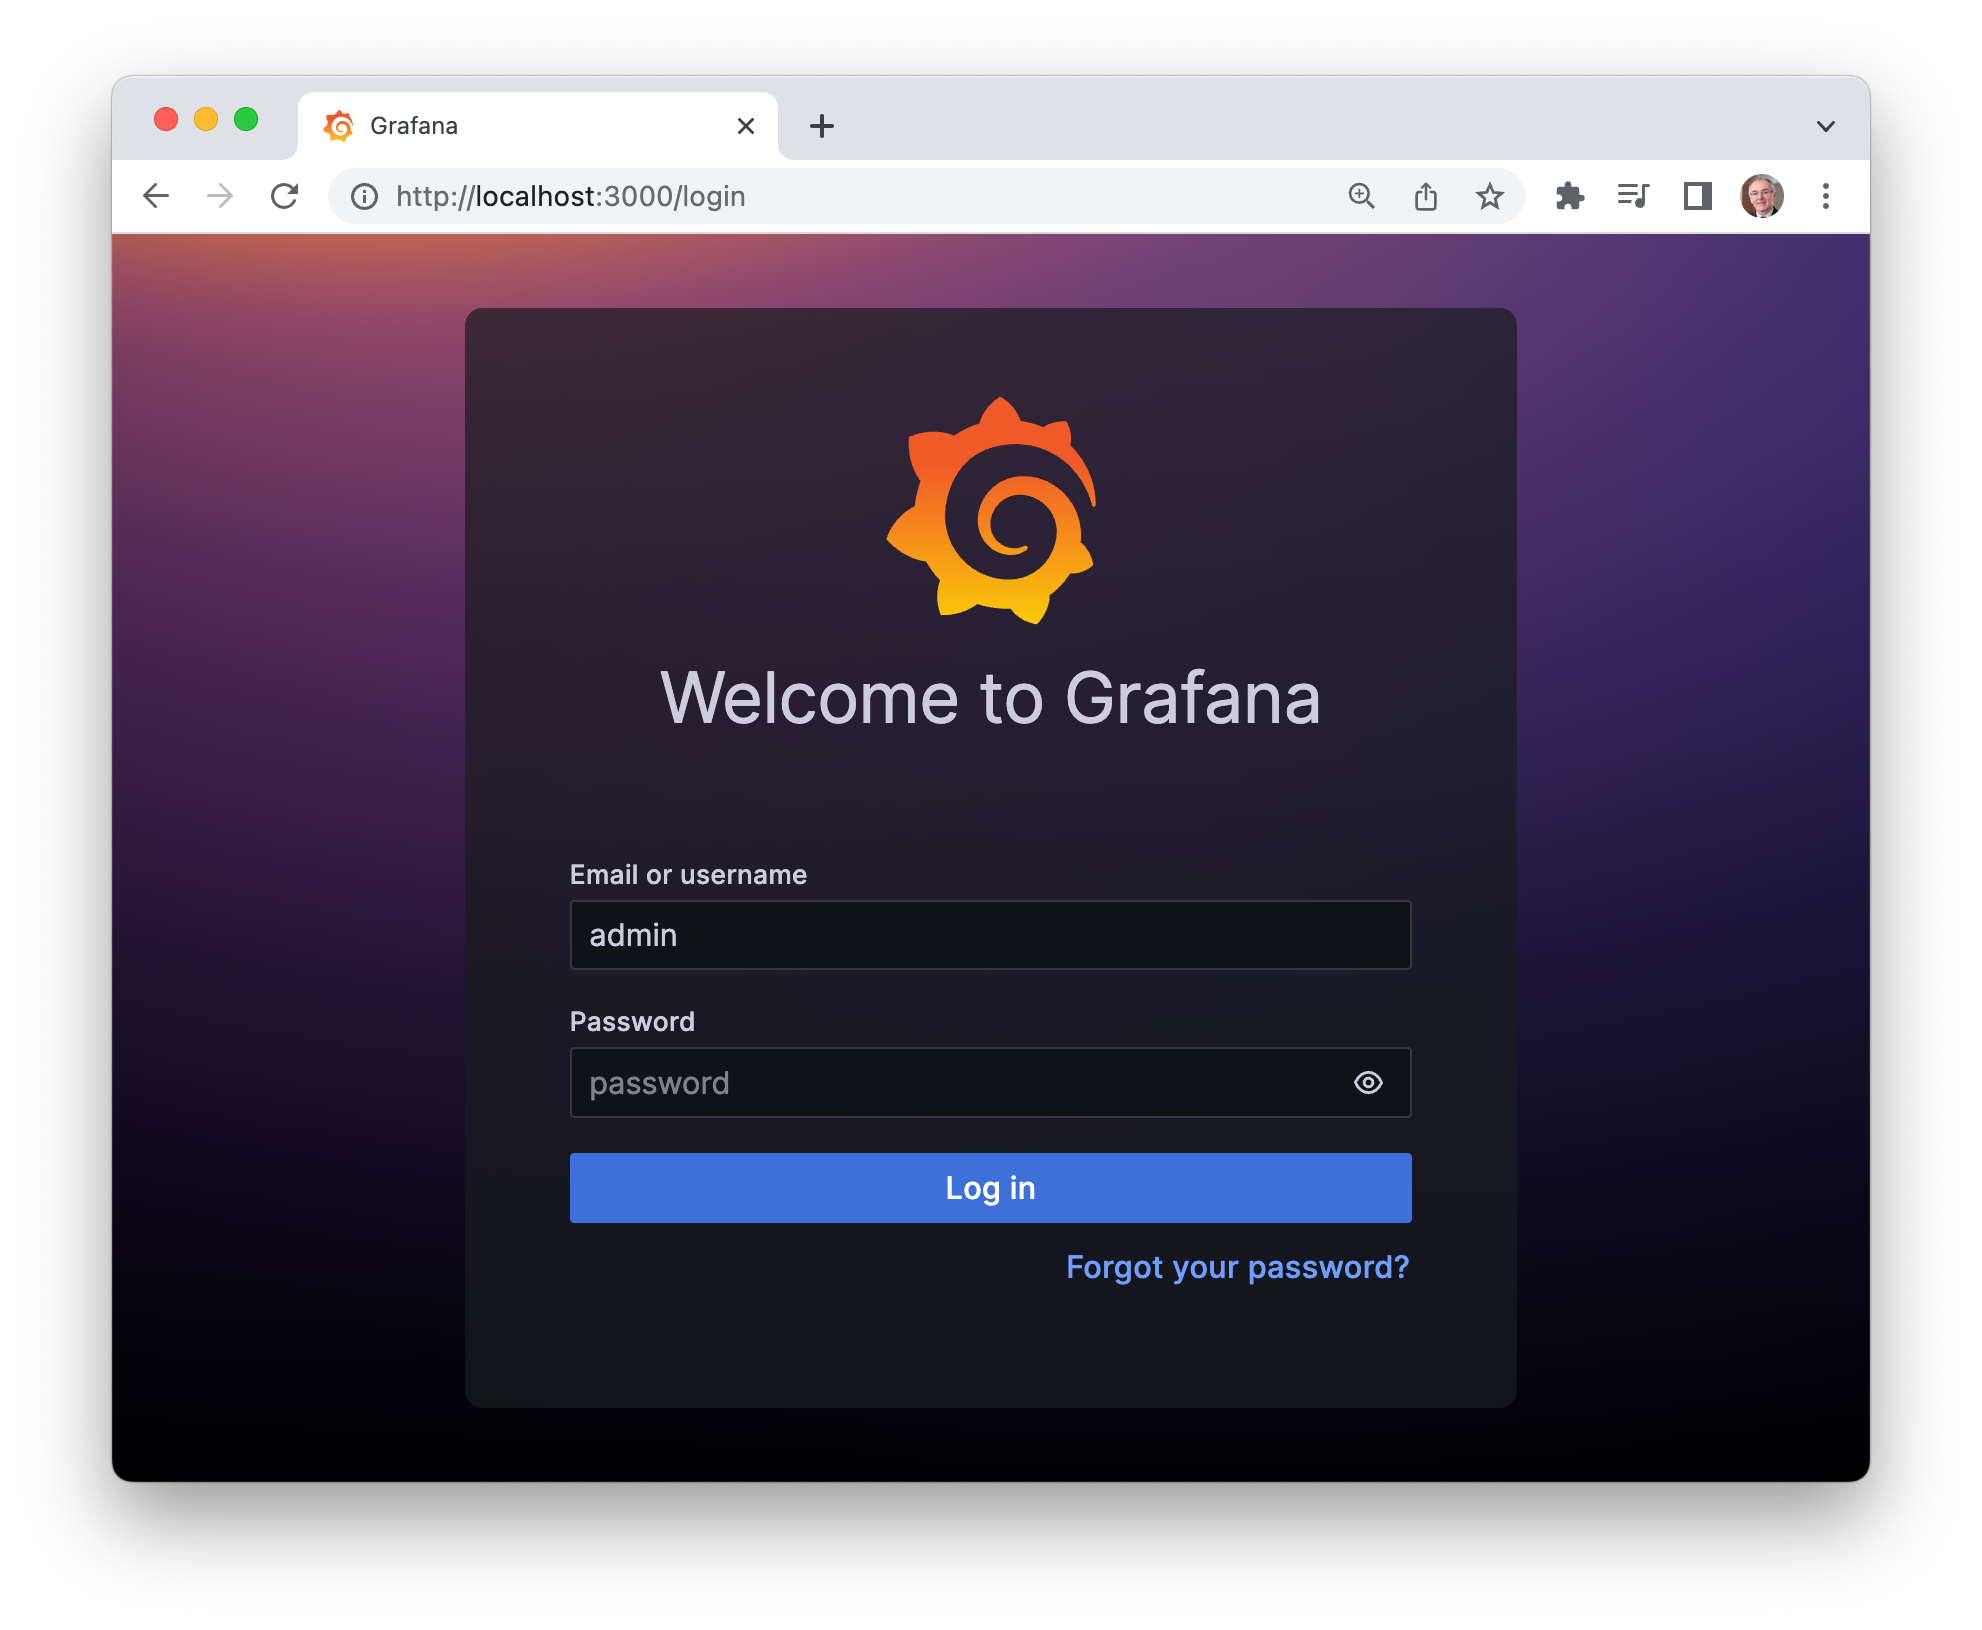 Grafana
http://localhost:3000/login
Welcome to Grafana
Email or username
admin
Password
password
Log in
Forgot your password?